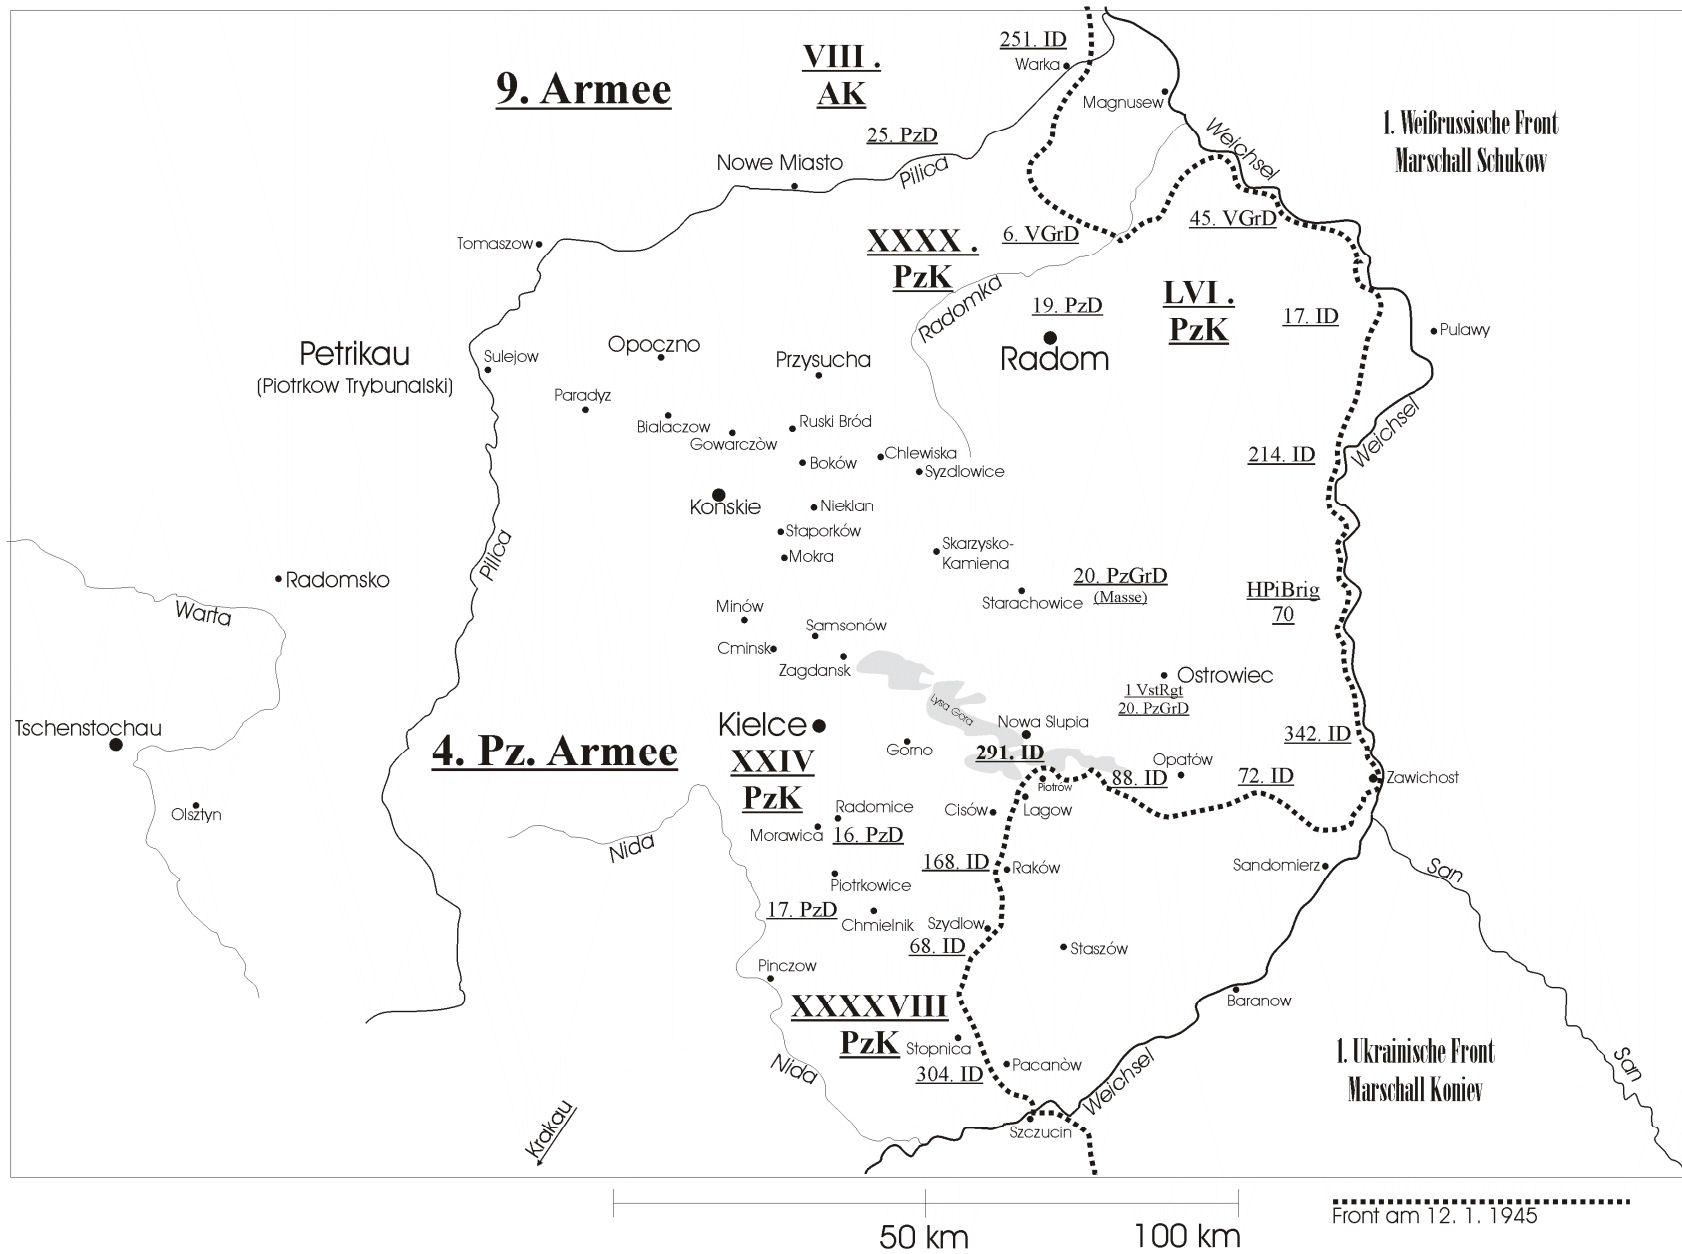 251. ID
VIII .
AK
9. Armee
Warka
Magnusew
1. Weißrussische Front
Marschall Schukow
25. PzD
Weichsel
Nowe Miasto
Pilica
45. VGrD
6. VGrD
XXXX .
PzK
Tomaszow
Radomka
LVI .
PzK
19. PzD
17. ID
Pulawy
Radom
Petrikau
(Piotrkow Trybunalski)
Sulejow
Opoczno
Przysucha
Paradyz
Bialaczow
Gowarczòw
Ruski Bród
Weichsel
Chlewiska
Boków
Syzdlowice
214. ID
Końskie
Nieklan
Staporków
Mokra
Pilica
Skarzysko-
Kamiena
Radomsko
20. PzGrD
(Masse)
Starachowice
HPiBrig
70
Warta
Minów
Samsonów
Cminsk
Zagdansk
Ostrowiec
1 VstRgt
20. PzGrD
Lysa Gora
Tschenstochau
Kielce
Nowa Slupia
342. ID
4. Pz. Armee
XXIV
PzK
Gorno
291. ID
Opatów
88. ID
72. ID
Zawichost
Piotrów
Olsztyn
Radomice
Cisów
Lagow
Morawica
16. PzD
Nida
168. ID
Raków
Sandomierz
San
Piotrkowice
17. PzD
Chmielnik
Szydlow
68. ID
Staszów
Pinczow
XXXXVIII
PzK
Baranow
Stopnica
Pacanòw
304. ID
Nida
Weichsel
1. Ukrainische Front
Marschall Koniev
San
Krakau
Szczucin
50 km
100 km
Front am 12. 1. 1945